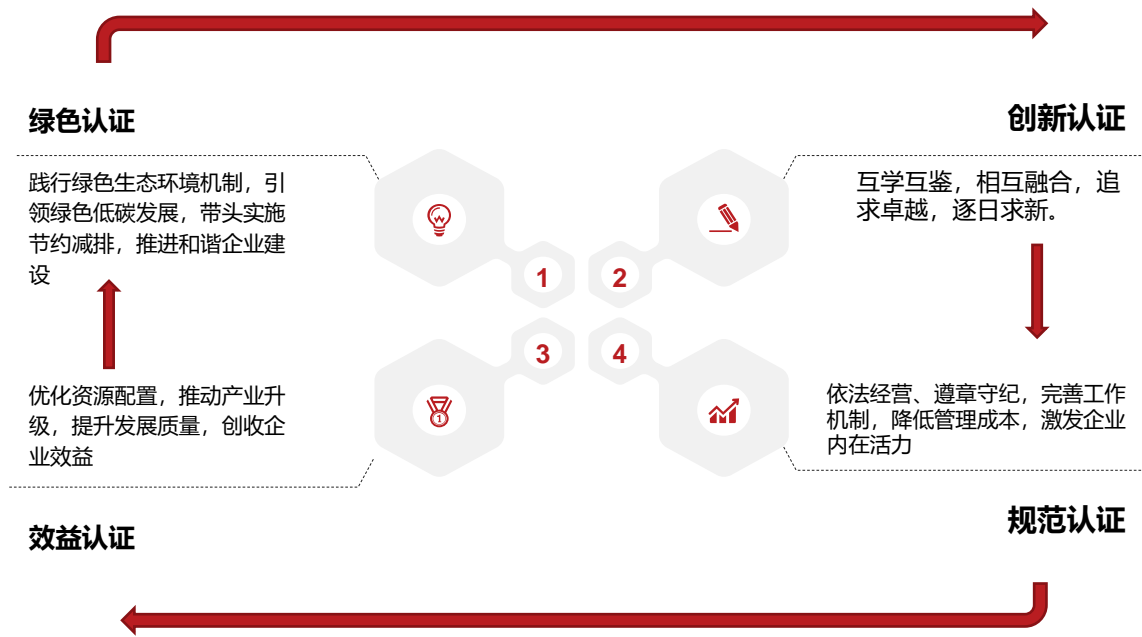 绿色认证
践行绿色生态环境机制，引
领绿色低碳发展，带头实施
节约减排，推进和谐企业建
设
创新认证
互学互鉴，相互融合，追
求卓越，逐日求新。
1
2
3
4
1
优化资源配置，推动产业升
级，提升发展质量，创收企
业效益
效益认证
依法经营、遵章守纪，完善工作
机制，降低管理成本，激发企业
内在活力
规范认证